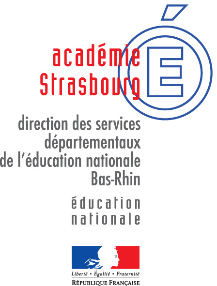 académie
Strasbourg
É
direction des services
départementaux
de l'éducation nationale
Bas-Rhin
éducation
nationale
Liberté • Égalité • Fraternité
RÉPUBLIQUE FRANÇAISE